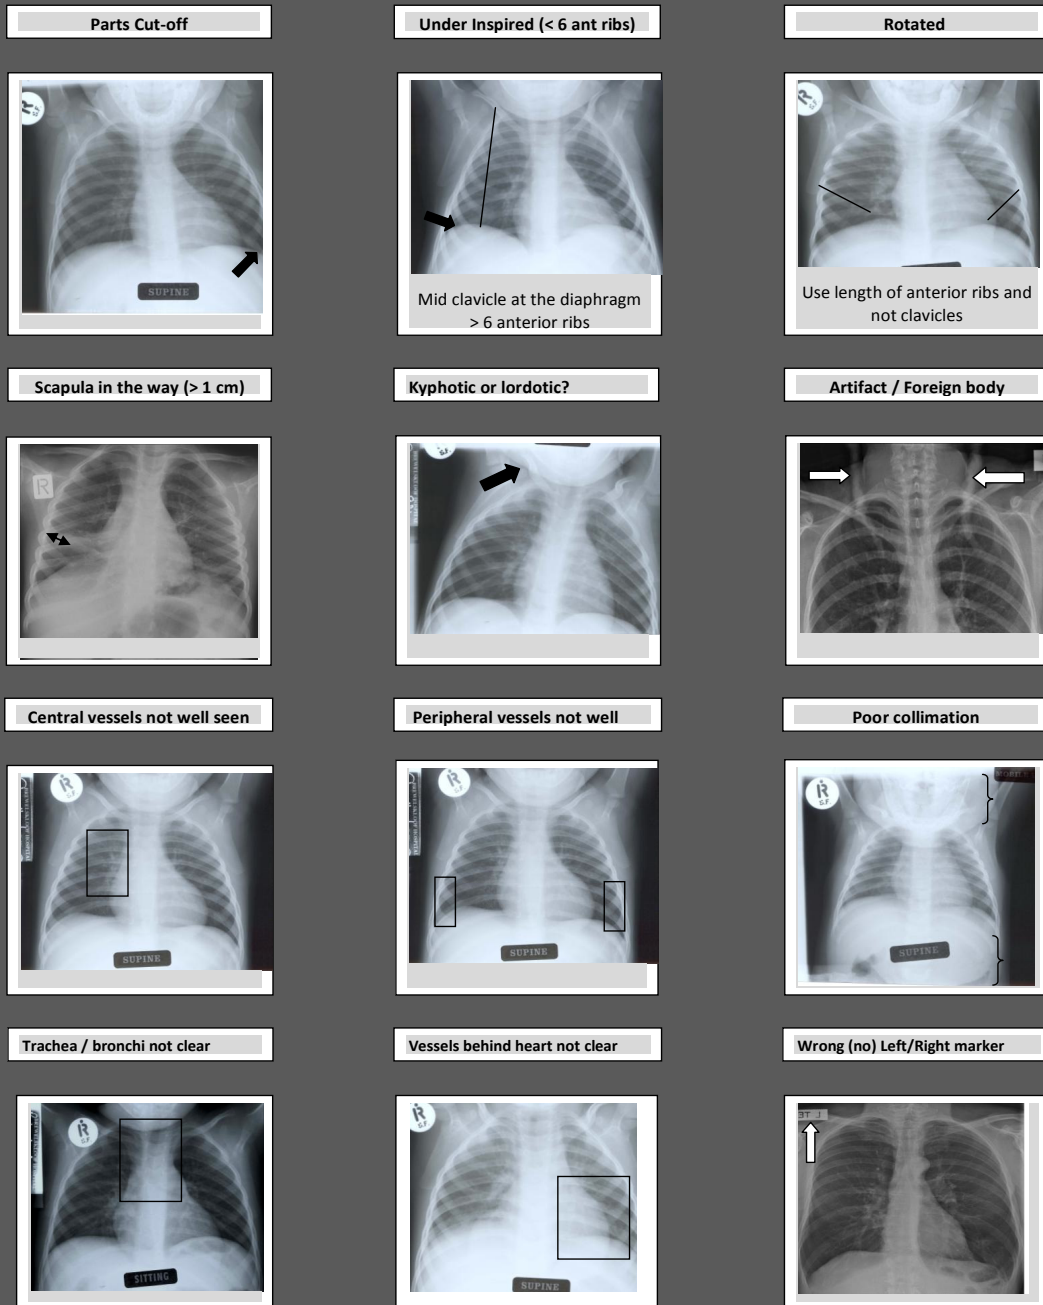 Parts Cut-off
Under Inspired (< 6 ant ribs)
Rotated
R
S.F.
SUPINE
Mid clavicle at the diaphragm
> 6 anterior ribs
R
S.F.
Use length of anterior ribs and
not clavicles
Scapula in the way (> 1 cm)
Kyphotic or lordotic?
Artifact / Foreign body
R
Central vessels not well seen
Peripheral vessels not well
Poor collimation
R
S.F.
SUPINE
R
S.F.
SUPINE
R
S.F.
MOBILE
SUPINE
Trachea / bronchi not clear
Vessels behind heart not clear
Wrong (no) Left/Right marker
R
S.F.
SITTING
R
S.F.
SUPINE
L TE